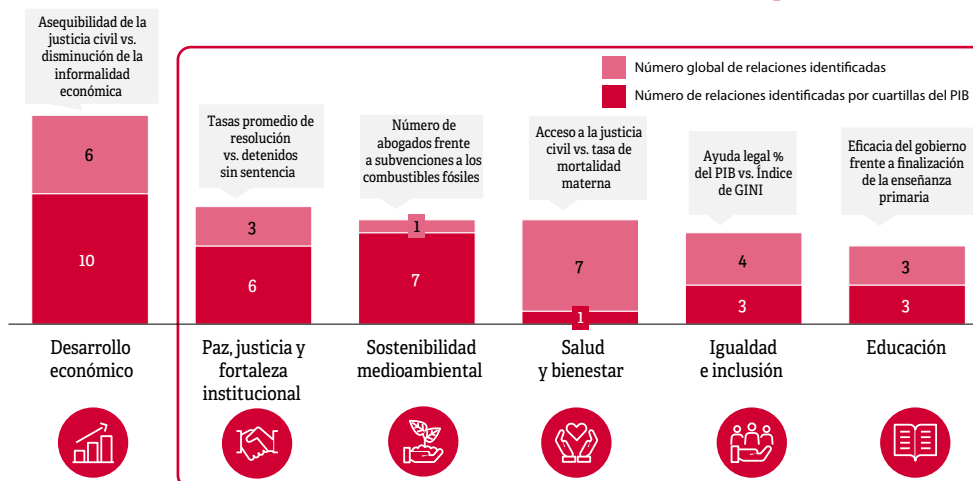 Asequibilidad de la
justicia civil vs.
disminución de la
informalidad
económica
Número global de relaciones identificadas
Número de relaciones identificadas por cuartillas del PIB
Tasas promedio de
resolución
vs. detenidos
sin sentencia
Número de
abogados frente
a subvenciones a los
combustibles fósiles
Acceso a la justicia
civil vs. tasa de
mortalidad
materna
Ayuda legal %
del PIB vs. Índice
de GINI
Eficacia del gobierno
frente a finalización
de la enseñanza
primaria
6
10
3
6
1
7
7
1
4
3
3
3
Desarrollo
económico
Paz, justicia y
fortaleza
institucional
Sostenibilidad
medioambiental
Salud
y bienestar
Igualdad
e inclusión
Educación